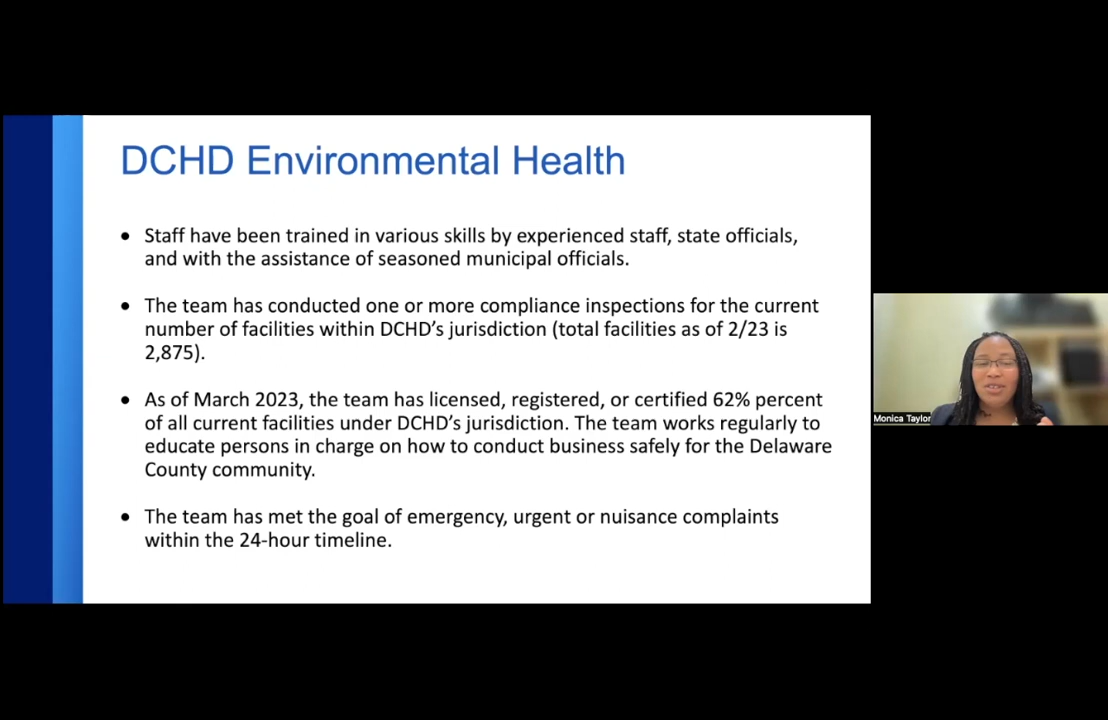 DCHD Environmental Health
• Staff have been trained in various skills by experienced staff, state officials,
and with the assistance of seasoned municipal officials.
• The team has conducted one or more compliance inspections for the current
number of facilities within DCHD’s jurisdiction (total facilities as of 2/23 is
2,875).
• As of March 2023, the team has licensed, registered, or certified 62% percent
of all current facilities under DCHD’s jurisdiction. The team works regularly to
educate persons in charge on how to conduct business safely for the Delaware
County community.
• The team has met the goal of emergency, urgent or nuisance complaints
within the 24-hour timeline.
Monica Taylor